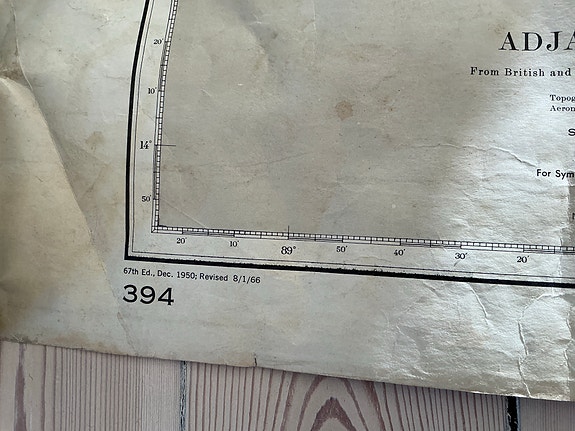 20'
ADJA
From British and
10'
Topog
Aeron
S
14°
For Sym
50'
20' 10' 89° 50' 40' 30' 20'
67th Ed., Dec. 1950; Revised 8/1/66
394